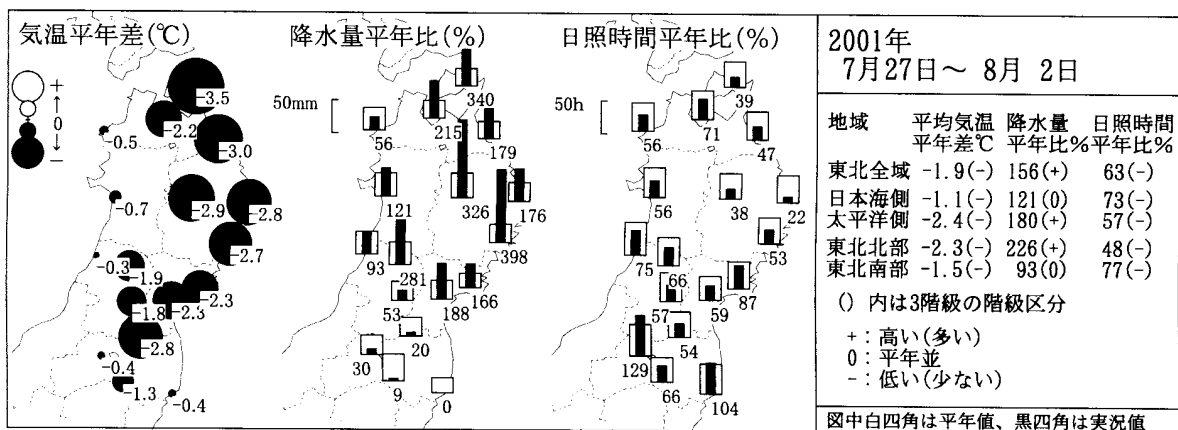 気温平年差(℃)
+
↑
0
↓
−
-3.5
-2.2
-0.5
-3.0
-2.9
-2.8
-0.7
-2.7
-0.3
-1.9
-2.3
-2.3
-1.8
-2.8
-0.4
-1.3
-0.4
降水量平年比(%)
50mm
340
215
56
179
326
176
121
398
93
281
166
188
53
20
30
9
0
日照時間平年比(%)
50h
39
71
56
47
56
38
22
53
75
66
87
57
59
54
129
66
104
2001年
7月27日～ 8月 2日
地域 平均気温 降水量 日照時間
平年差℃ 平年比% 平年比%
東北全域 -1.9(-) 156(+) 63(-)
日本海側 -1.1(-) 121(0) 73(-)
太平洋側 -2.4(-) 180(+) 57(-)
東北北部 -2.3(-) 226(+) 48(-)
東北南部 -1.5(-) 93(0) 77(-)
() 内は3階級の階級区分
+：高い(多い)
0：平年並
-：低い(少ない)
図中白四角は平年値、黒四角は実況値